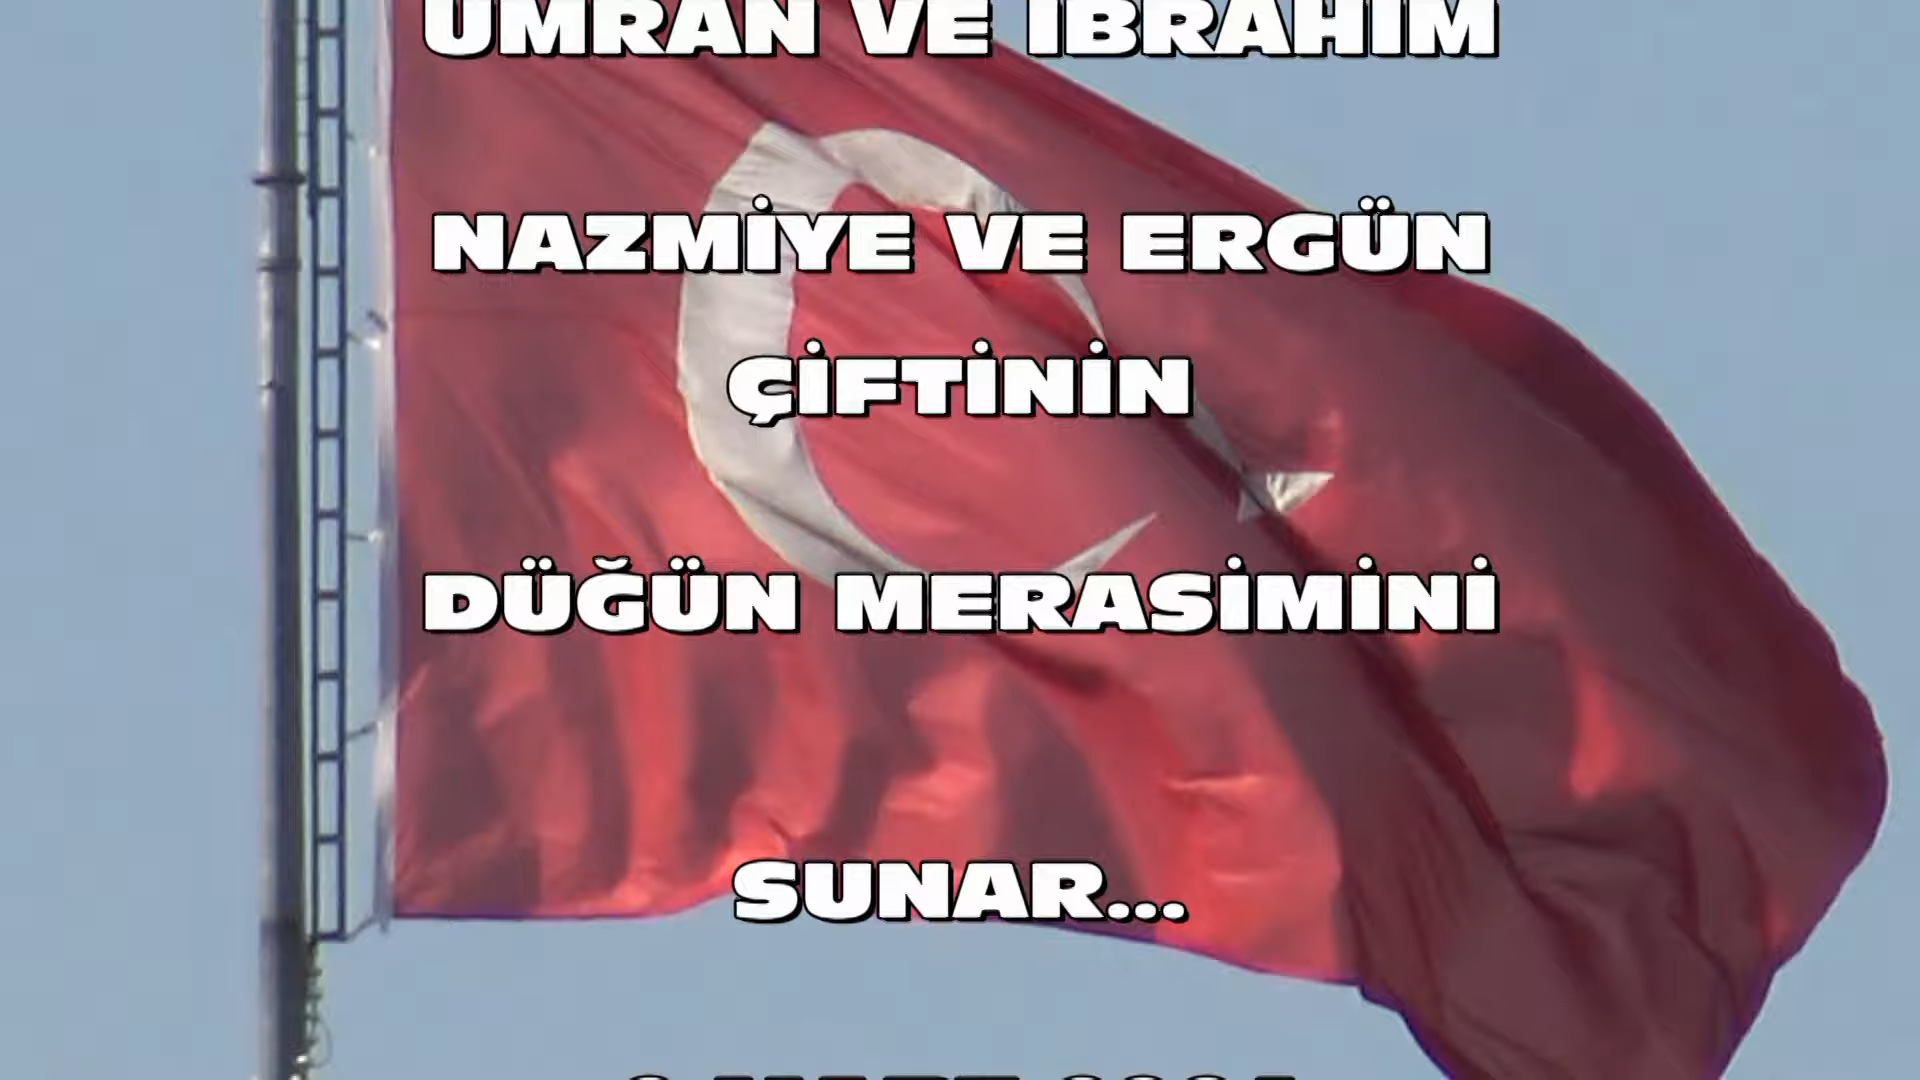 ÜMRAN VE İBRAHİM
NAZMİYE VE ERGÜN
ÇİFTİNİN
DÜĞÜN MERASİMİNİ
SUNAR...